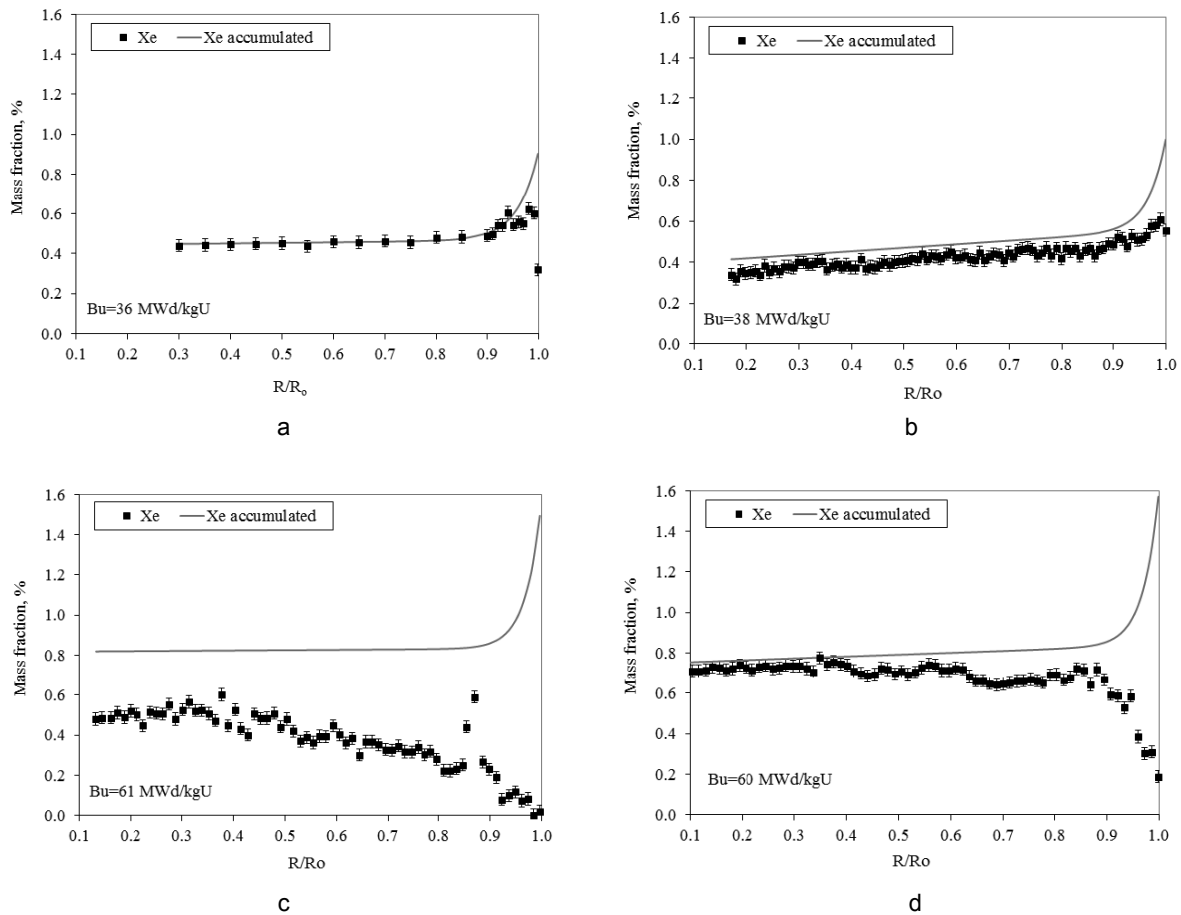 Xe Xe accumulated
Mass fraction, %
1.6
1.4
1.2
1.0
0.8
0.6
0.4
0.2
0.0
Bu=36 MWd/kgU
0.1 0.2 0.3 0.4 0.5 0.6 0.7 0.8 0.9 1.0
R/Ro
a
Xe Xe accumulated
Mass fraction, %
1.6
1.4
1.2
1.0
0.8
0.6
0.4
0.2
0.0
Bu=38 MWd/kgU
0.1 0.2 0.3 0.4 0.5 0.6 0.7 0.8 0.9 1.0
R/Ro
b
Xe Xe accumulated
Mass fraction, %
1.6
1.4
1.2
1.0
0.8
0.6
0.4
0.2
0.0
Bu=61 MWd/kgU
0.1 0.2 0.3 0.4 0.5 0.6 0.7 0.8 0.9 1.0
R/Ro
c
Xe Xe accumulated
Mass fraction, %
1.6
1.4
1.2
1.0
0.8
0.6
0.4
0.2
0.0
Bu=60 MWd/kgU
0.1 0.2 0.3 0.4 0.5 0.6 0.7 0.8 0.9 1.0
R/Ro
d